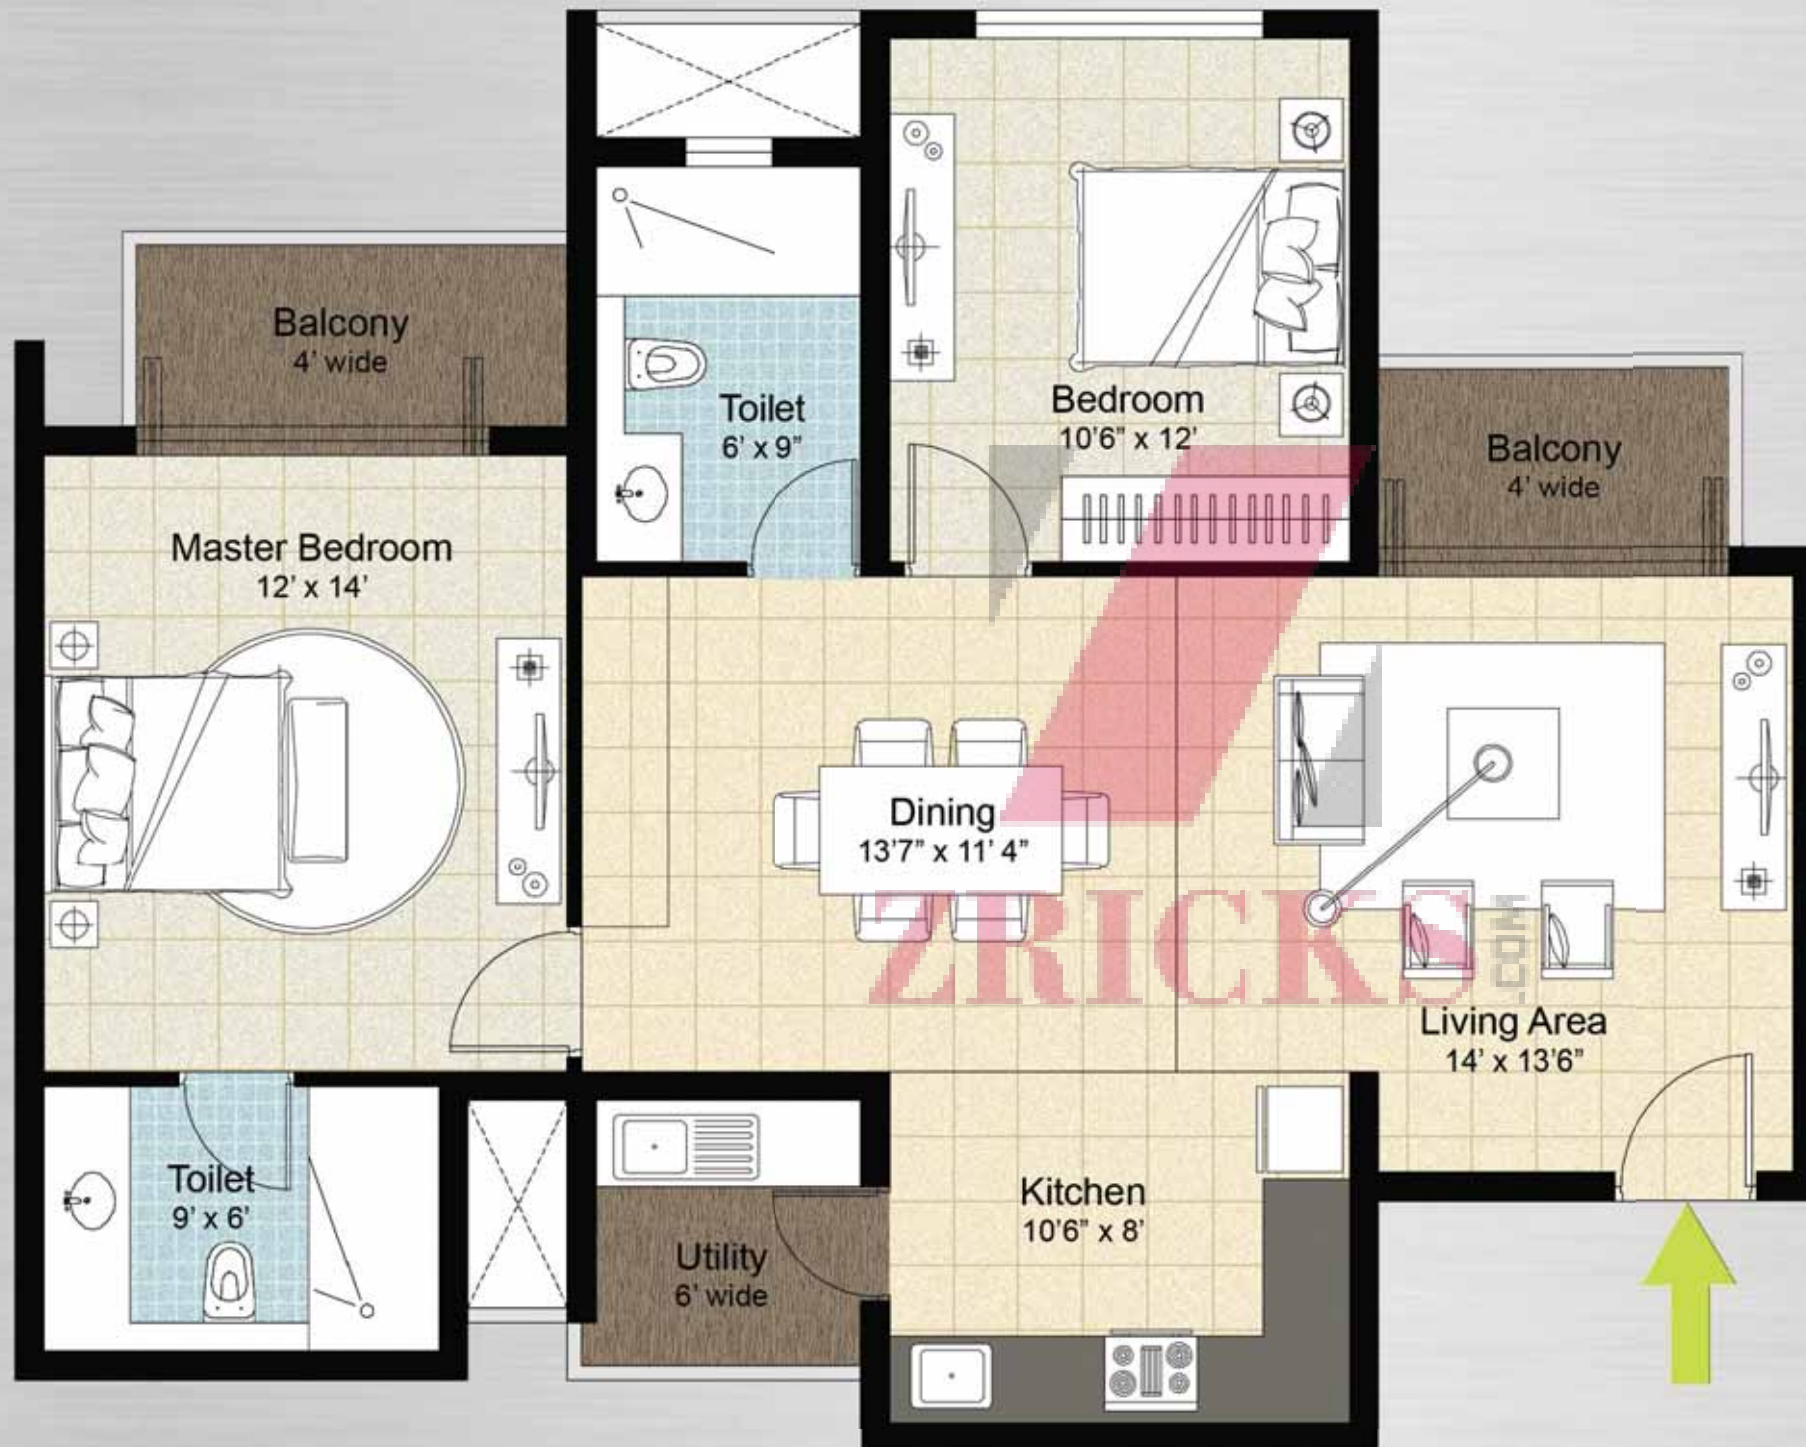 Balcony
4' wide
Toilet
6' x 9"
Bedroom
10'6" x 12'
Balcony
4' wide
Master Bedroom
12' x 14'
Dining
13'7" x 11' 4"
ZRICKS
.COM
Living Area
14' x 13'6"
Toilet
9' x 6'
Utility
6' wide
Kitchen
10'6" x 8'